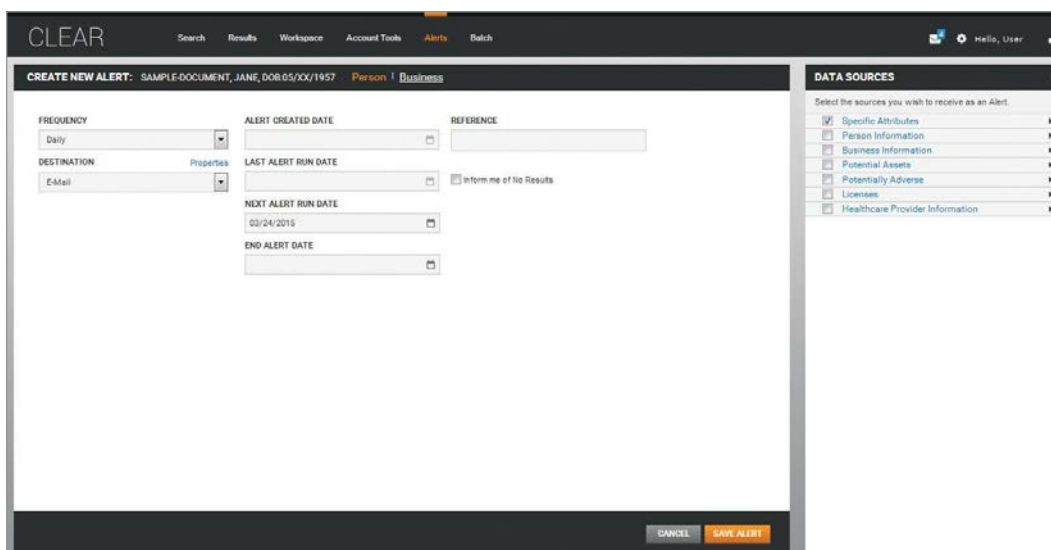 CLEAR
Search Results Workspace Account Tools Alerts Batch
4
Hello, User
CREATE NEW ALERT: SAMPLE-DOCUMENT, JANE, DOB:05/XX/1957 Person | Business
FREQUENCY
Daily
DESTINATION Properties
E-Mail
ALERT CREATED DATE
LAST ALERT RUN DATE
NEXT ALERT RUN DATE
03/24/2015
END ALERT DATE
REFERENCE
Inform me of No Results
CANCEL SAVE ALERT
DATA SOURCES
Select the sources you wish to receive as an Alert.
Specific Attributes
Person Information
Business Information
Potential Assets
Potentially Adverse
Licenses
Healthcare Provider Information